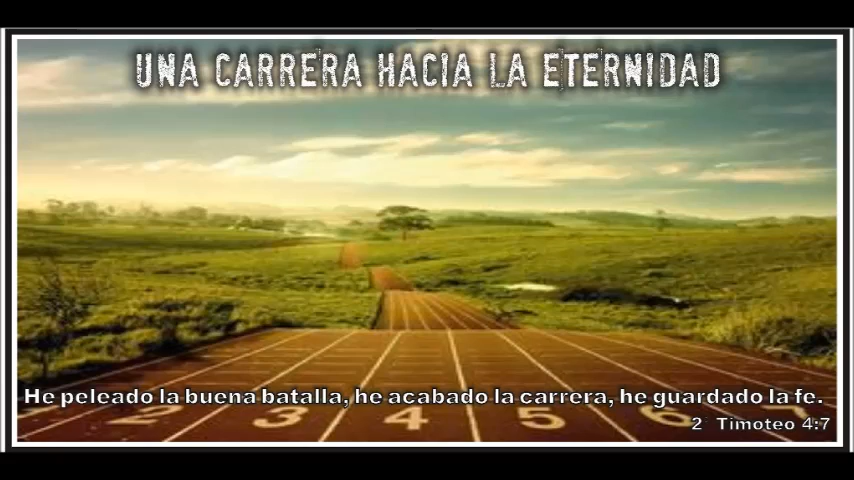 UNA CARRERA HACIA LA ETERNIDAD
He peleado la buena batalla, he acabado la carrera, he guardado la fe.
2 Timoteo 4:7
2 3 4 5 6 7